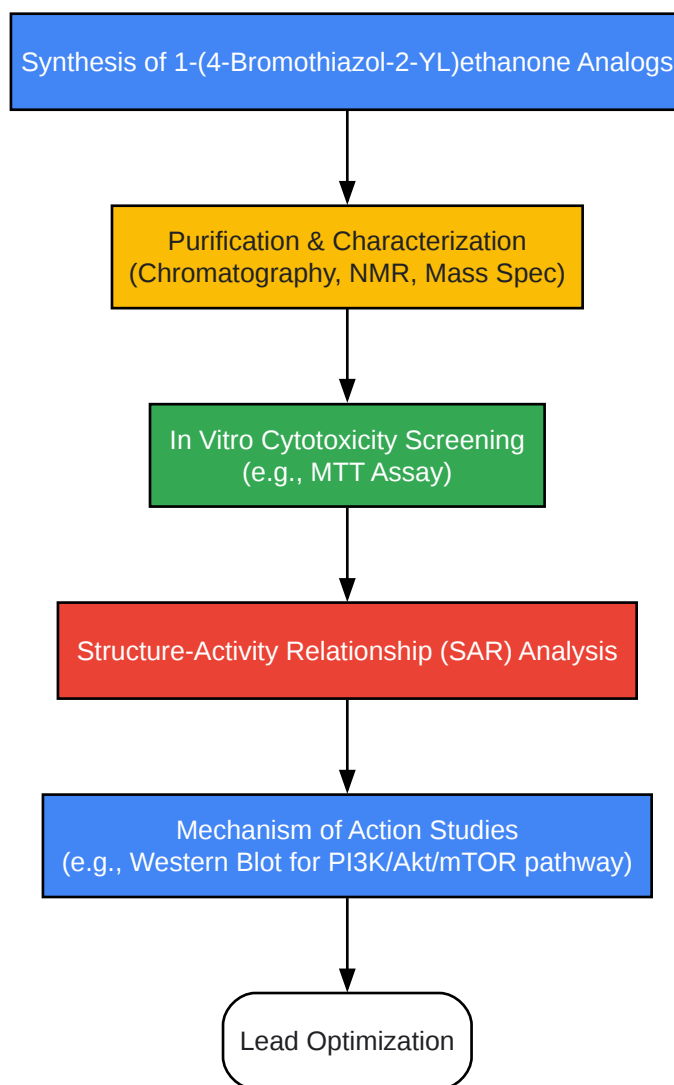 Synthesis of 1-(4-Bromothiazol-2-YL)ethanone Analogs
Purification & Characterization
(Chromatography, NMR, Mass Spec)
In Vitro Cytotoxicity Screening
(e.g., MTT Assay)
Structure-Activity Relationship (SAR) Analysis
Mechanism of Action Studies
(e.g., Western Blot for PI3K/Akt/mTOR pathway)
Lead Optimization